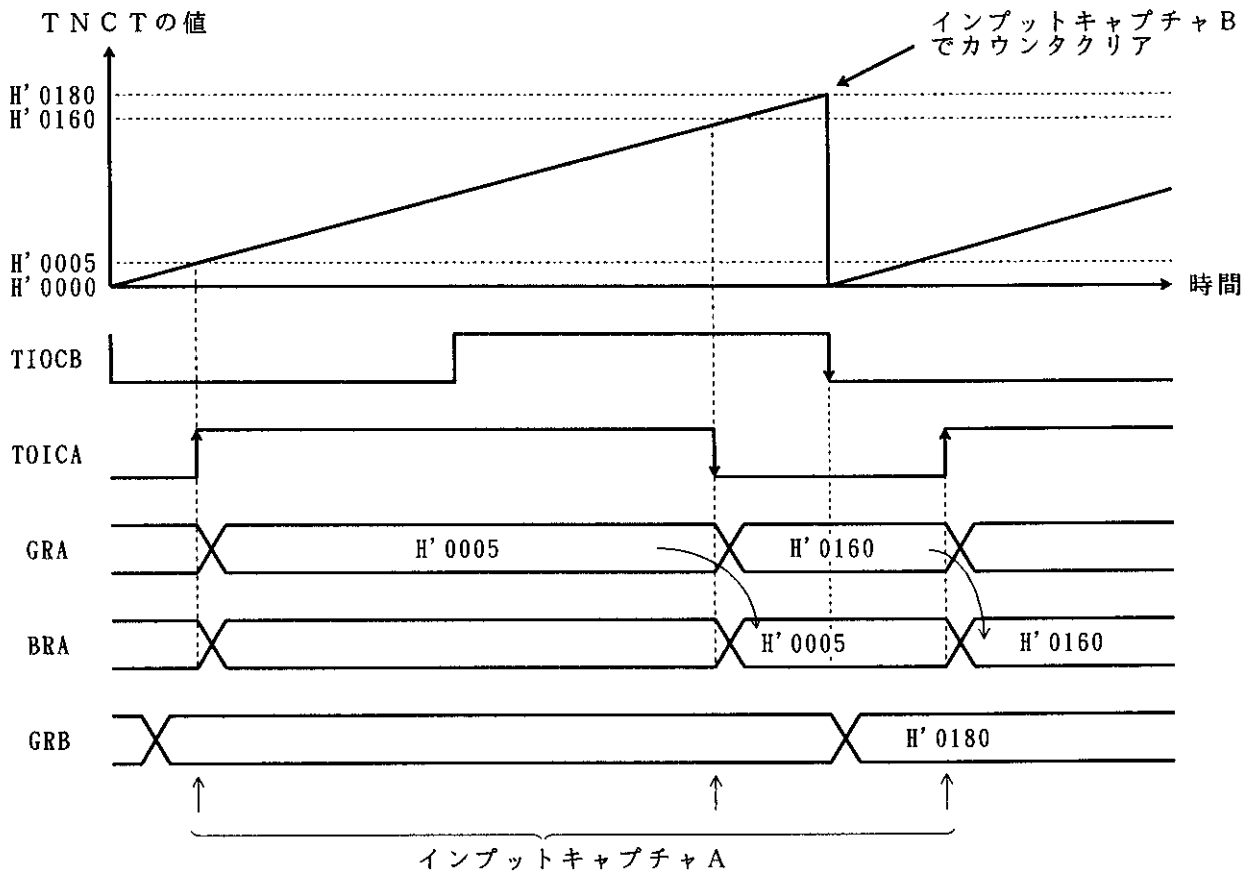 TNCTの値
インプットキャプチャB
でカウンタクリア
H'0180
H'0160
H'0005
H'0000
時間
TIOCB
TOICA
GRA
H'0005
H'0160
BRA
H'0005
H'0160
GRB
H'0180
インプットキャプチャA